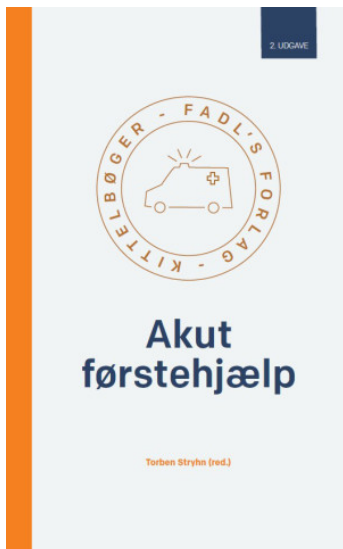 2. UDGAVE
FADL'S FORLAG - KITTELBØGER -
Akut
førstehjælp
Torben Stryhn (red.)